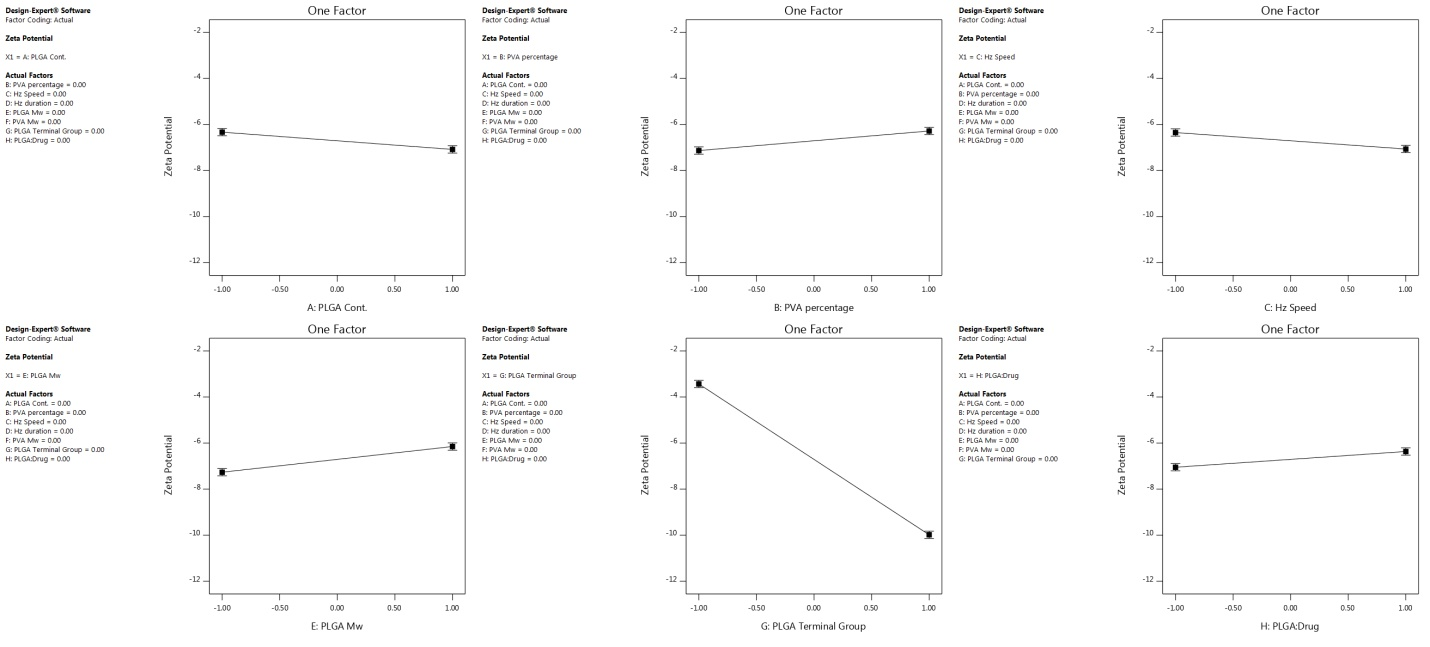 Design-Expert® Software
Factor Coding: Actual
Zeta Potential
X1 = A: PLGA Cont.
Actual Factors
B: PVA percentage = 0.00
C: Hz Speed = 0.00
D: Hz duration = 0.00
E: PLGA Mw = 0.00
F: PVA Mw = 0.00
G: PLGA Terminal Group = 0.00
H: PLGA:Drug = 0.00
One Factor
Zeta Potential
-2
-4
-6
-8
-10
-12
-1.00 -0.50 0.00 0.50 1.00
A: PLGA Cont.
Design-Expert® Software
Factor Coding: Actual
Zeta Potential
X1 = B: PVA percentage
Actual Factors
A: PLGA Cont. = 0.00
C: Hz Speed = 0.00
D: Hz duration = 0.00
E: PLGA Mw = 0.00
F: PVA Mw = 0.00
G: PLGA Terminal Group = 0.00
H: PLGA:Drug = 0.00
One Factor
Zeta Potential
-2
-4
-6
-8
-10
-12
-1.00 -0.50 0.00 0.50 1.00
B: PVA percentage
Design-Expert® Software
Factor Coding: Actual
Zeta Potential
X1 = C: Hz Speed
Actual Factors
A: PLGA Cont. = 0.00
B: PVA percentage = 0.00
D: Hz duration = 0.00
E: PLGA Mw = 0.00
F: PVA Mw = 0.00
G: PLGA Terminal Group = 0.00
H: PLGA:Drug = 0.00
One Factor
Zeta Potential
-2
-4
-6
-8
-10
-12
-1.00 -0.50 0.00 0.50 1.00
C: Hz Speed
Design-Expert® Software
Factor Coding: Actual
Zeta Potential
X1 = E: PLGA Mw
Actual Factors
A: PLGA Cont. = 0.00
B: PVA percentage = 0.00
C: Hz Speed = 0.00
D: Hz duration = 0.00
F: PVA Mw = 0.00
G: PLGA Terminal Group = 0.00
H: PLGA:Drug = 0.00
One Factor
Zeta Potential
-2
-4
-6
-8
-10
-12
-1.00 -0.50 0.00 0.50 1.00
E: PLGA Mw
Design-Expert® Software
Factor Coding: Actual
Zeta Potential
X1 = G: PLGA Terminal Group
Actual Factors
A: PLGA Cont. = 0.00
B: PVA percentage = 0.00
C: Hz Speed = 0.00
D: Hz duration = 0.00
E: PLGA Mw = 0.00
F: PVA Mw = 0.00
H: PLGA:Drug = 0.00
One Factor
Zeta Potential
-2
-4
-6
-8
-10
-12
-1.00 -0.50 0.00 0.50 1.00
G: PLGA Terminal Group
Design-Expert® Software
Factor Coding: Actual
Zeta Potential
X1 = H: PLGA:Drug
Actual Factors
A: PLGA Cont. = 0.00
B: PVA percentage = 0.00
C: Hz Speed = 0.00
D: Hz duration = 0.00
E: PLGA Mw = 0.00
F: PVA Mw = 0.00
G: PLGA Terminal Group = 0.00
One Factor
Zeta Potential
-2
-4
-6
-8
-10
-12
-1.00 -0.50 0.00 0.50 1.00
H: PLGA:Drug